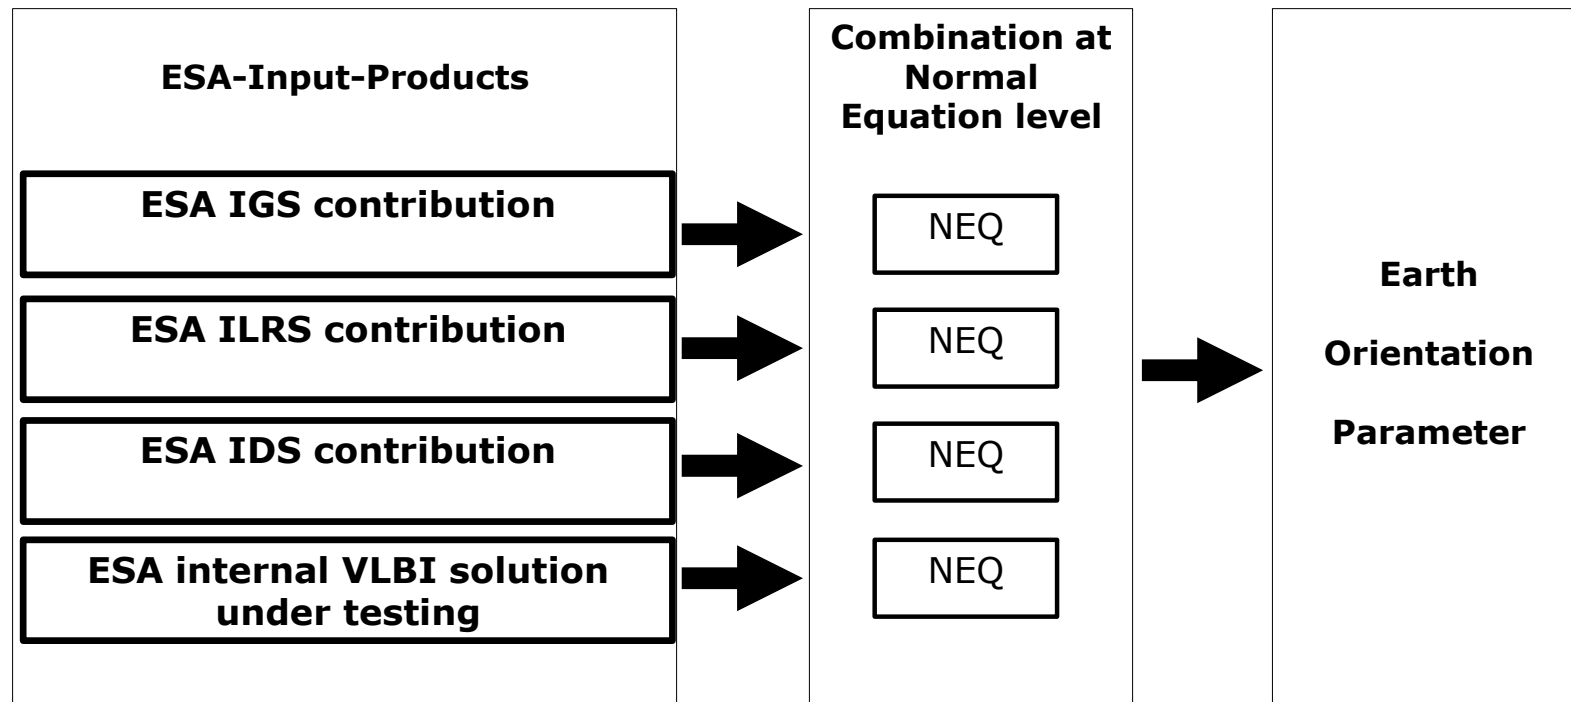 ESA-Input-Products
ESA IGS contribution
ESA ILRS contribution
ESA IDS contribution
ESA internal VLBI solution
under testing
Combination at
Normal
Equation level
NEQ
NEQ
NEQ
NEQ
Earth
Orientation
Parameter